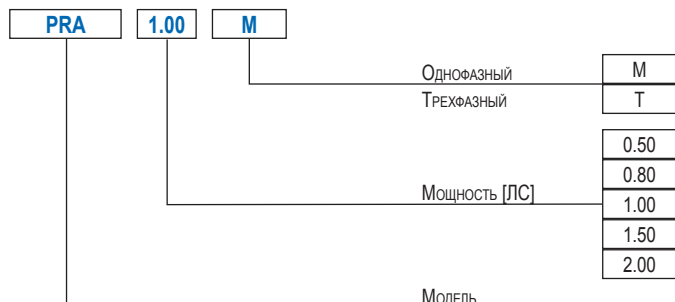 PRA 1.00 M
Однофазный M
Трехфазный T
0.50
0.80
Мощность [ЛС] 1.00
1.50
2.00
Модель